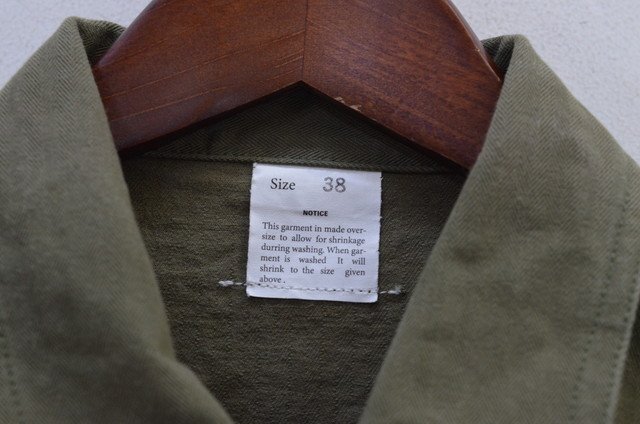 Size 38
NOTICE
This garment in made over-
size to allow for shrinkage
durring washing. When gar-
ment is washed It will
shrink to the size given
above .